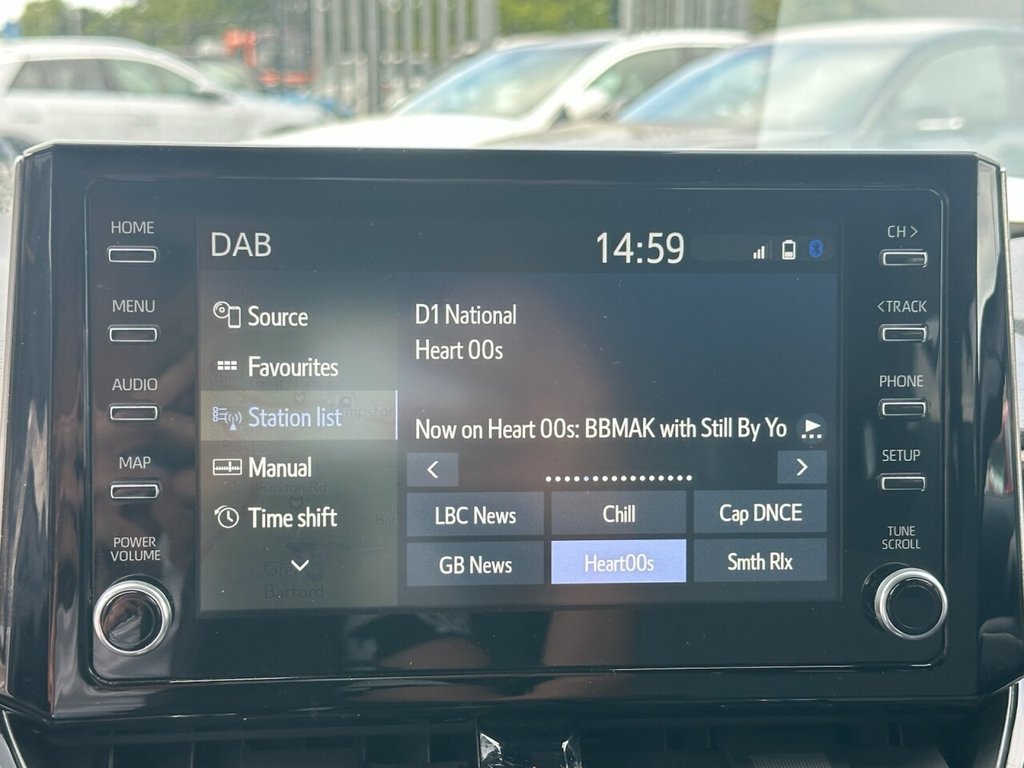 HOME
MENU
AUDIO
MAP
POWER
VOLUME
DAB
14:59
Source
Favourites
Station list
Manual
Time shift
Barford
D1 National
Heart 00s
Now on Heart 00s: BBMAK with Still By Yo
<
>
LBC News
Chill
Cap DNCE
GB News
Heart00s
Smth Rlx
CH >
< TRACK
PHONE
SETUP
TUNE
SCROLL